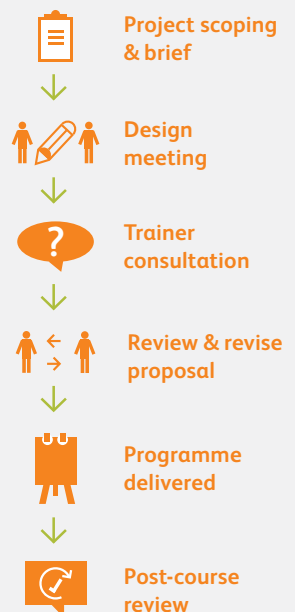 Project scoping
& brief
Design
meeting
?
Trainer
consultation
Review & revise
proposal
Programme
delivered
Post-course
review